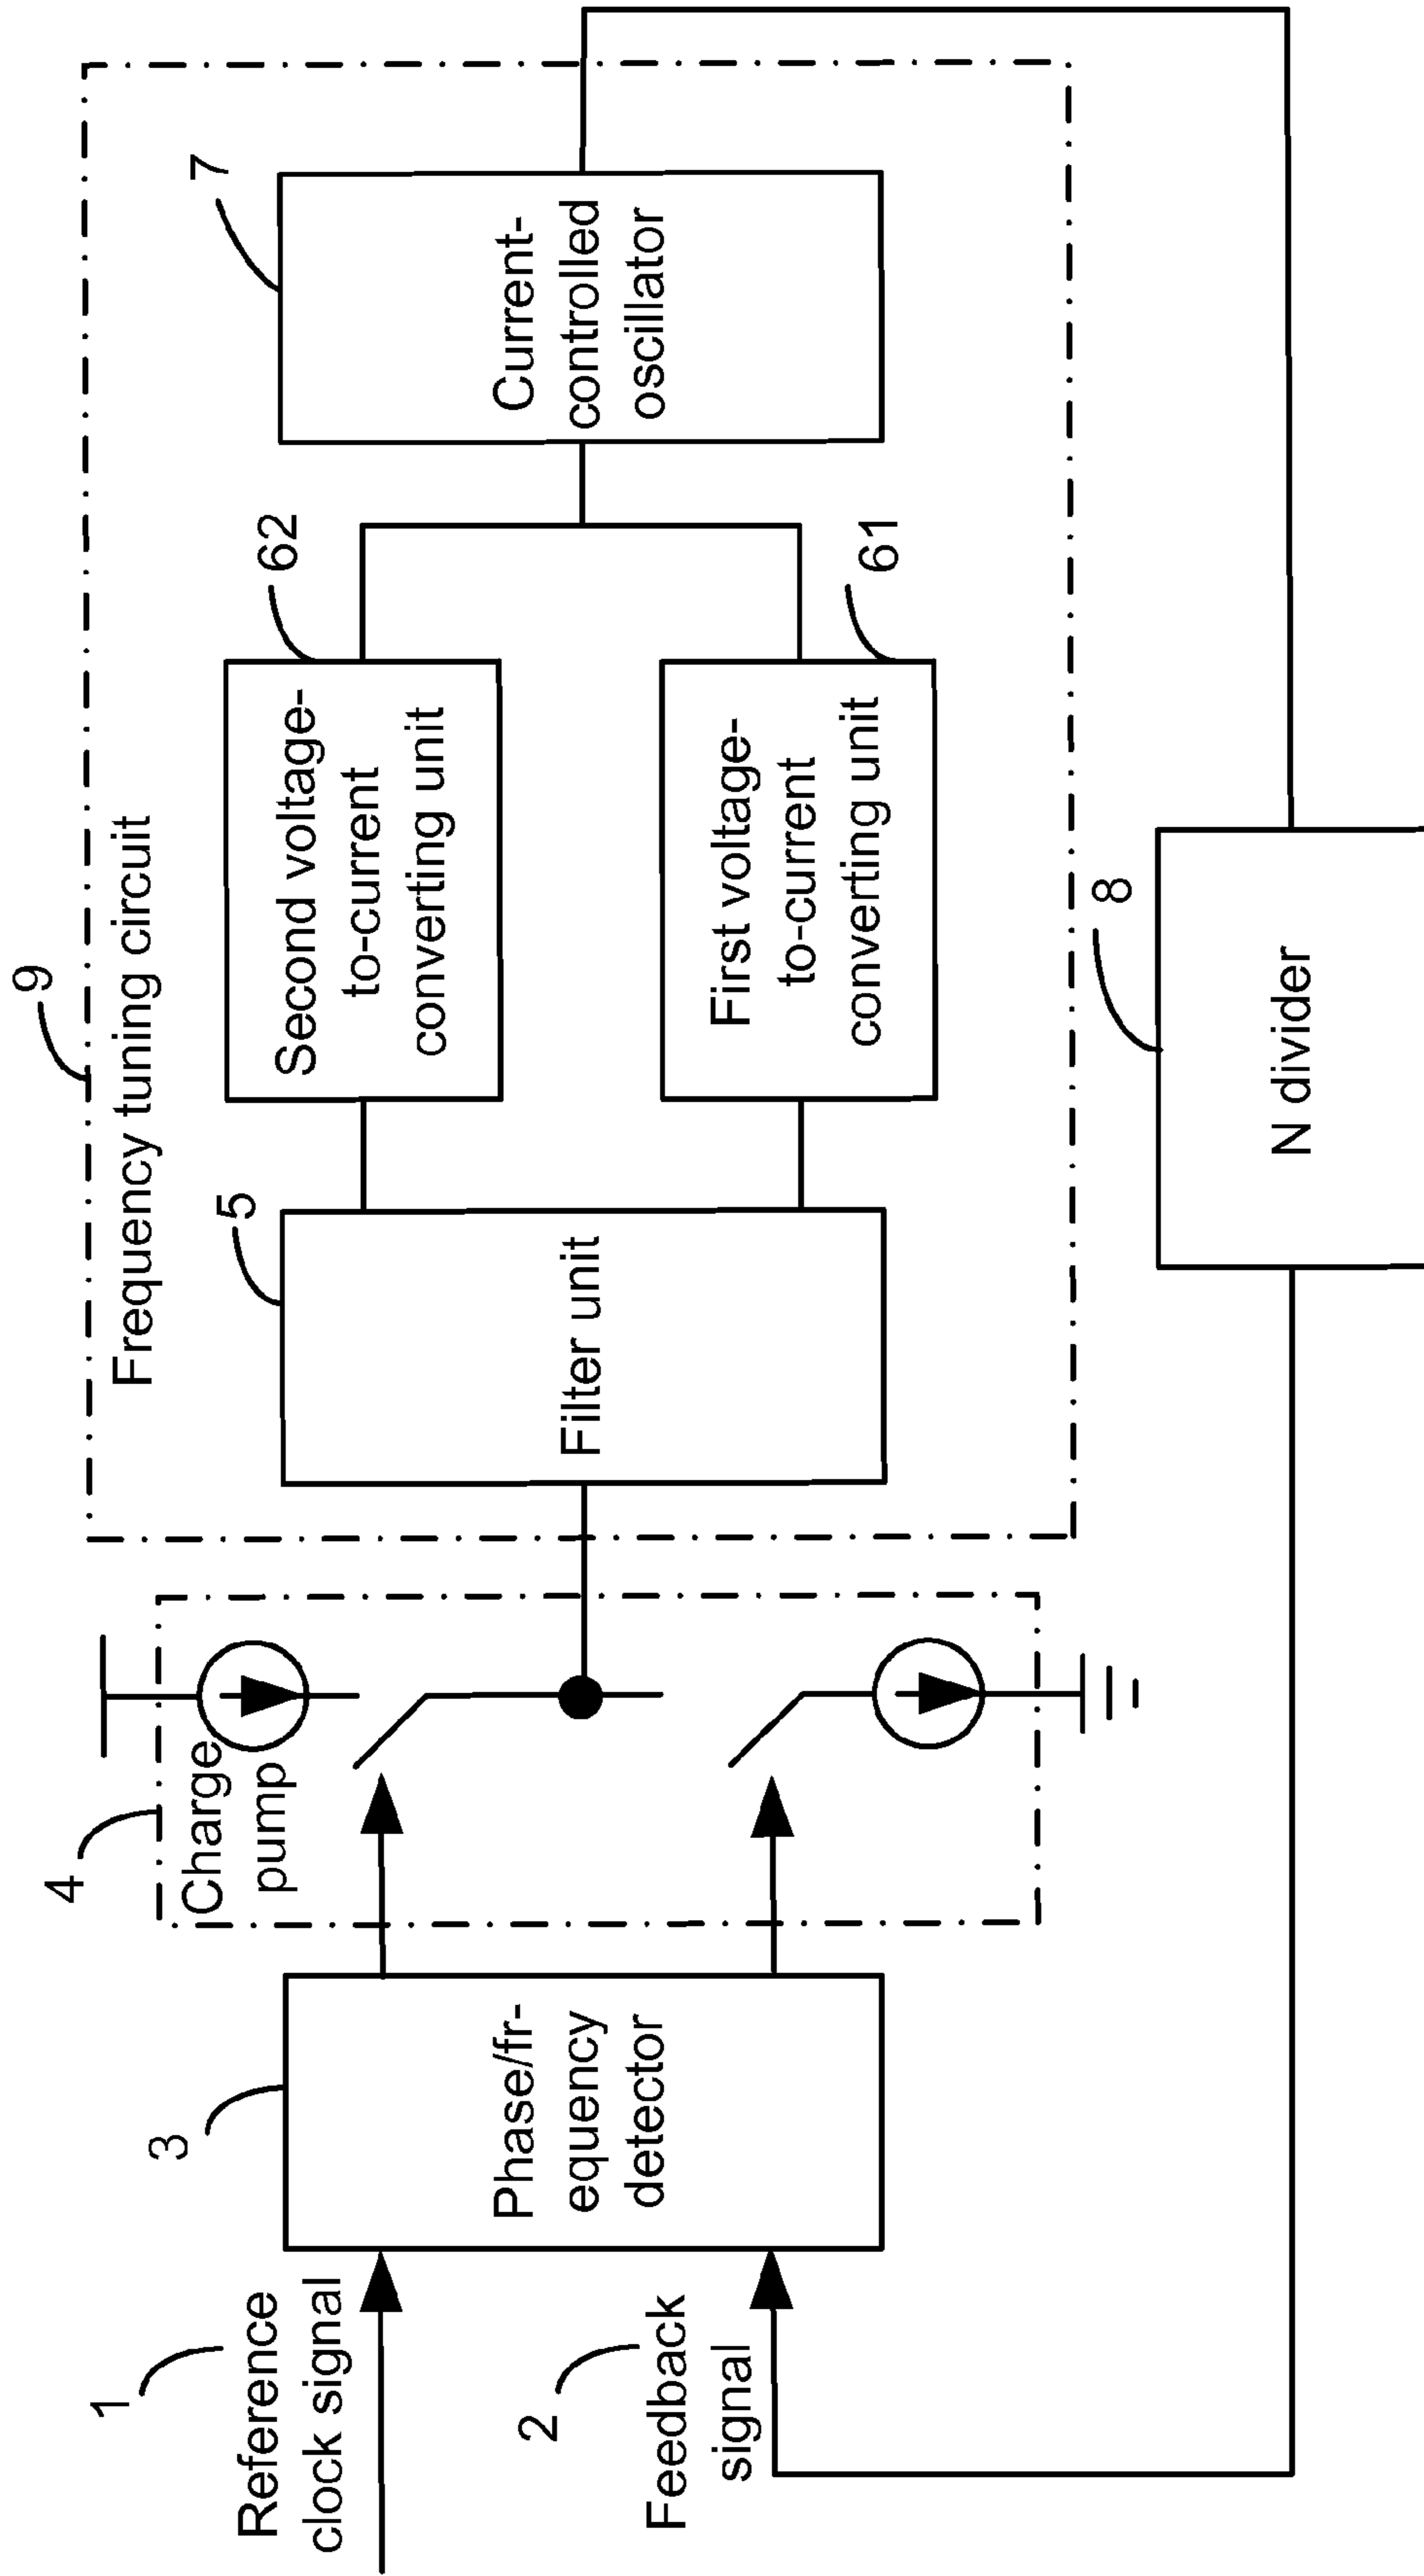 9
Frequency tuning circuit
4
Charge
pump
1
Reference
clock signal
3
Phase/fr-
equency
detector
2
Feedback
signal
5
Filter unit
62
Second voltage-
to-current
converting unit
61
First voltage-
to-current
converting unit
7
Current-
controlled
oscillator
8
N divider